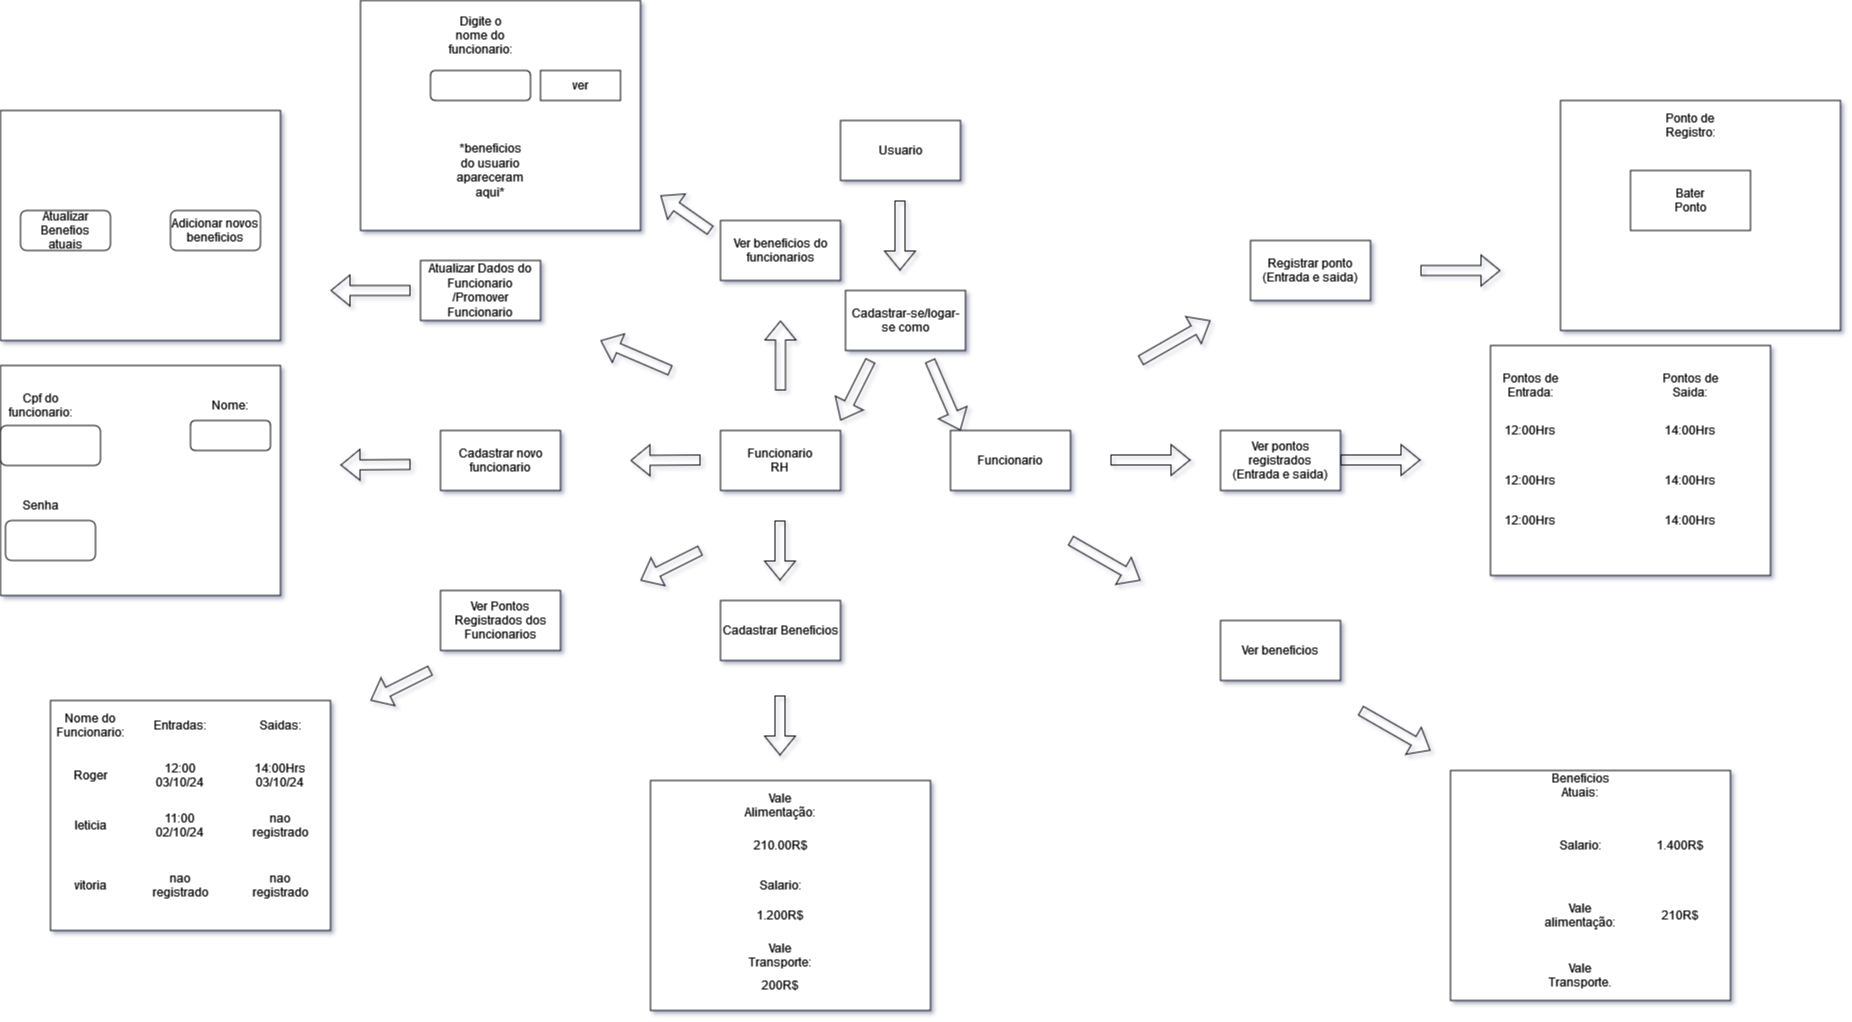 Digite o
nome do
funcionario:
ver
*beneficios
do usuario
apareceram
aqui*
Usuario
Cadastrar-se/logar-
se como
Ver beneficios do
funcionarios
Atualizar Dados do
Funcionario
/Promover
Funcionario
Atualizar
Benefios
atuais
Adicionar novos
beneficios
Cpf do
funcionario:
Nome:
Senha
Cadastrar novo
funcionario
Funcionario
RH
Funcionario
Registrar ponto
(Entrada e saida)
Ponto de
Registro:
Bater
Ponto
Ver pontos
registrados
(Entrada e saida)
Pontos de
Entrada:
Pontos de
Saida:
12:00Hrs
14:00Hrs
12:00Hrs
14:00Hrs
12:00Hrs
14:00Hrs
Ver Pontos
Registrados dos
Funcionarios
Cadastrar Beneficios
Ver beneficios
Nome do
Funcionario:
Entradas:
Saidas:
Roger
12:00
03/10/24
14:00Hrs
03/10/24
leticia
11:00
02/10/24
nao
registrado
vitoria
nao
registrado
nao
registrado
Vale
Alimentação:
210.00R$
Salario:
1.200R$
Vale
Transporte:
200R$
Beneficios
Atuais:
Salario:
1.400R$
Vale
alimentação:
210R$
Vale
Transporte.